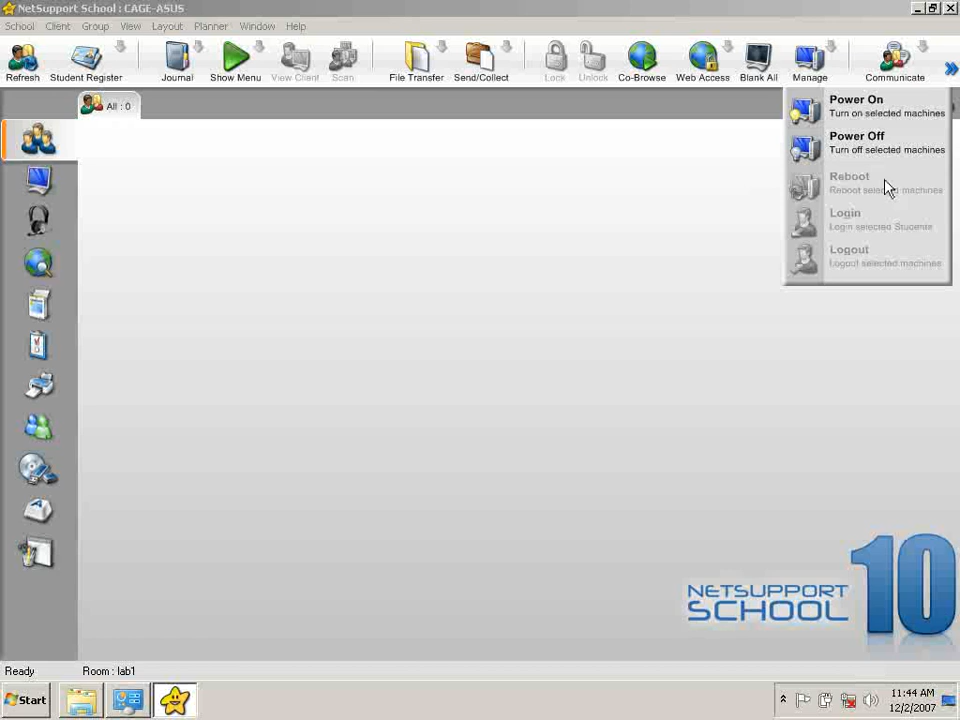 NetSupport School : CAGE-ASUS
School Client Group View Layout Planner Window Help
Refresh Student Register Journal Show Menu View Client Scan File Transfer Send/Collect Lock Unlock Co-Browse Web Access Blank All Manage Communicate
All : 0
Power On
Turn on selected machines
Power Off
Turn off selected machines
Reboot
Reboot selected machines
Login
Login selected Students
Logout
Logout selected machines
10
NETSUPPORT
SCHOOL
Ready Room : lab1
Start
11:44 AM
12/2/2007